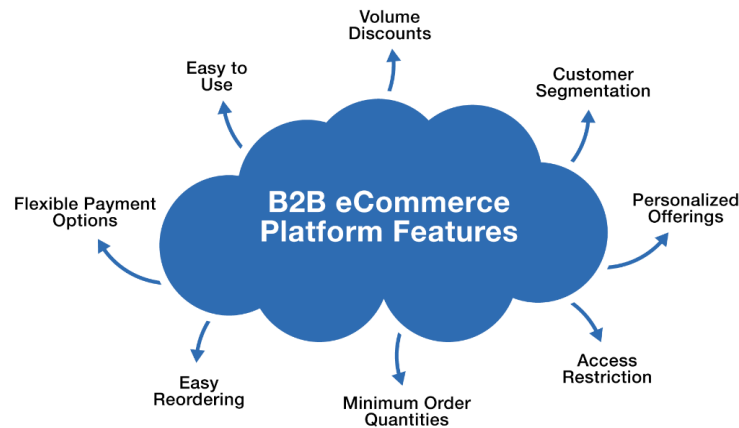 Volume
Discounts
Easy to
Use
Customer
Segmentation
Flexible Payment
Options
B2B eCommerce
Platform Features
Personalized
Offerings
Easy
Reordering
Minimum Order
Quantities
Access
Restriction